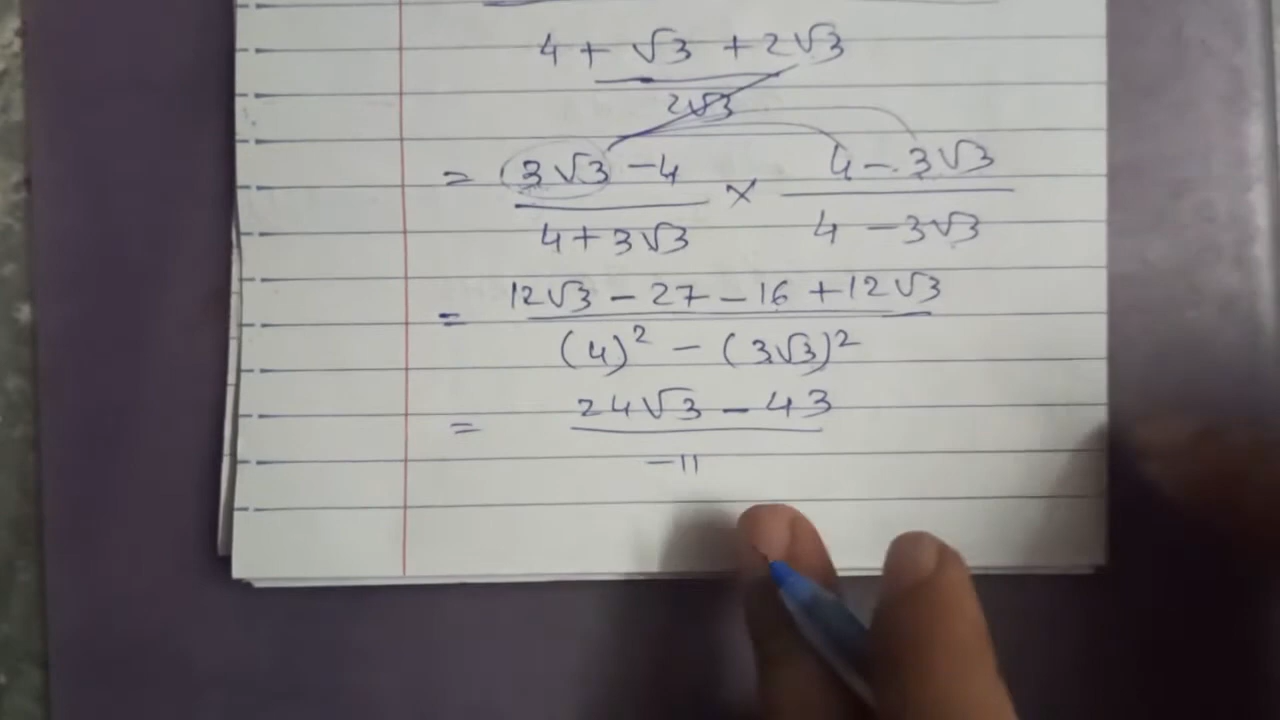 4 + √3 + 2√3
2√3
= 3√3 - 4 × 4 - 3√3
4 + 3√3 4 - 3√3
= 12√3 - 27 - 16 + 12√3
(4)² - (3√3)²
= 24√3 - 43
-11